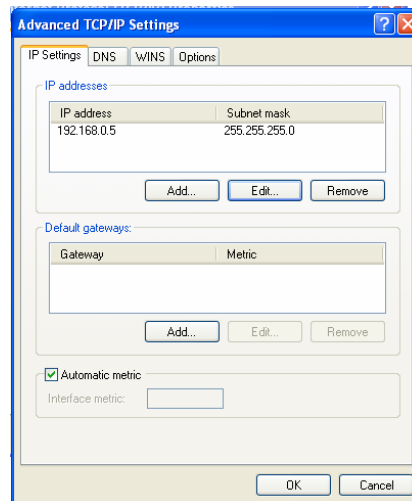 Advanced TCP/IP Settings
IP Settings DNS WINS Options
IP addresses
IP address Subnet mask
192.168.0.5 255.255.255.0
Add... Edit... Remove
Default gateways:
Gateway Metric
Add... Edit... Remove
Automatic metric
Interface metric:
OK Cancel